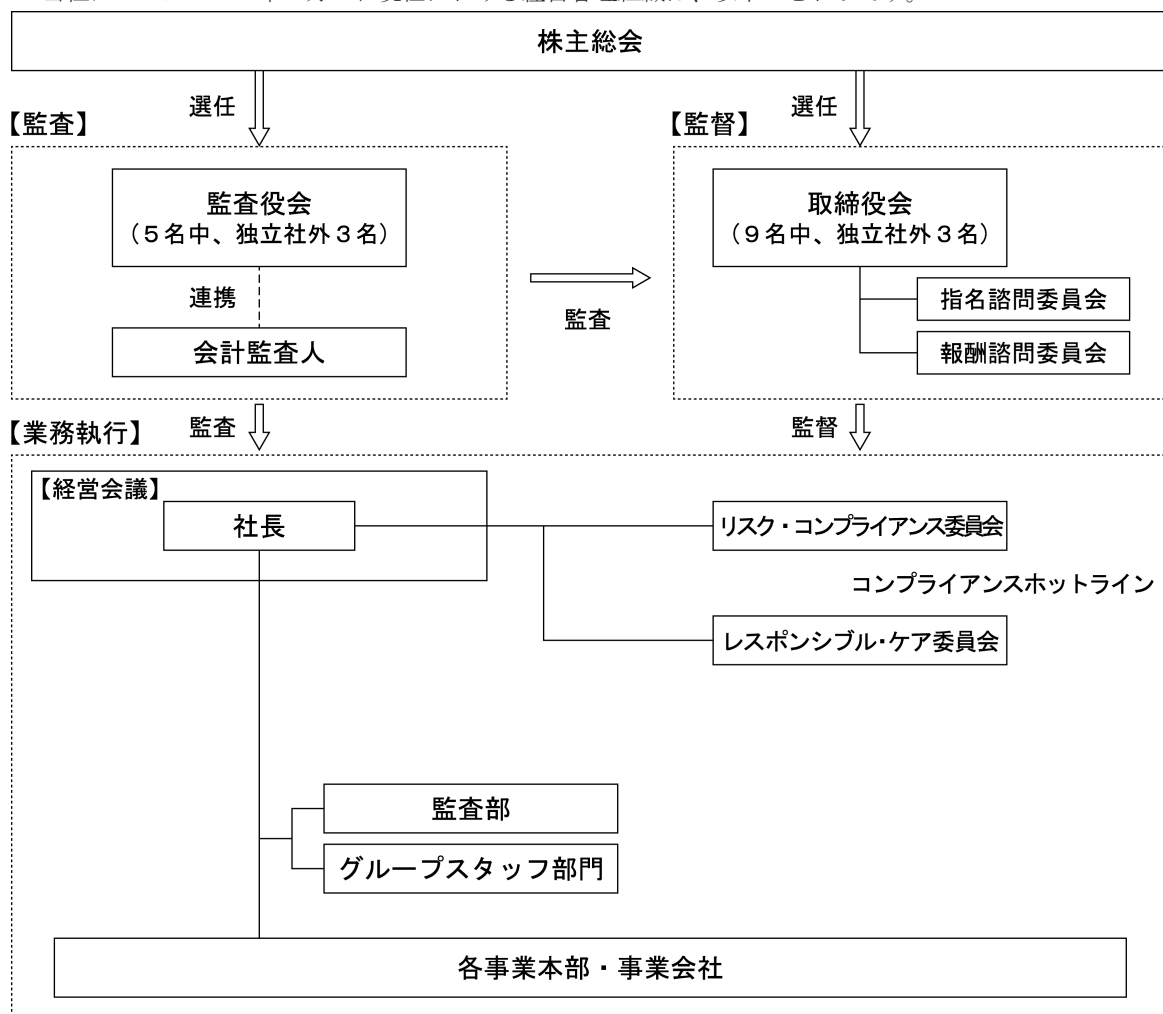 株主総会
選任
選任
【監査】
【監督】
監査役会
（５名中、独立社外３名）
取締役会
（９名中、独立社外３名）
連携
監査
指名諮問委員会
会計監査人
報酬諮問委員会
【業務執行】
監査
監督
【経営会議】
社長
リスク・コンプライアンス委員会
コンプライアンスホットライン
レスポンシブル・ケア委員会
監査部
グループスタッフ部門
各事業本部・事業会社